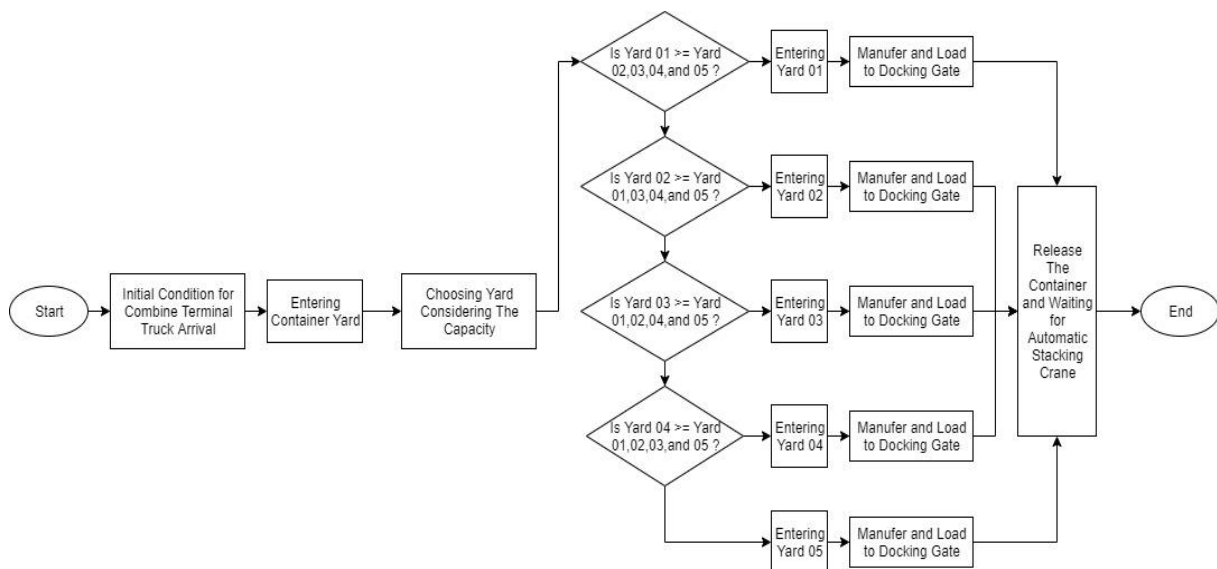 Start
Initial Condition for
Combine Terminal
Truck Arrival
Entering
Container Yard
Choosing Yard
Considering The
Capacity
Is Yard 01 >= Yard
02,03,04,and 05 ?
Entering
Yard 01
Manufer and Load
to Docking Gate
Is Yard 02 >= Yard
01,03,04,and 05 ?
Entering
Yard 02
Manufer and Load
to Docking Gate
Is Yard 03 >= Yard
01,02,04,and 05 ?
Entering
Yard 03
Manufer and Load
to Docking Gate
Is Yard 04 >= Yard
01,02,03,and 05 ?
Entering
Yard 04
Manufer and Load
to Docking Gate
Entering
Yard 05
Manufer and Load
to Docking Gate
Release
The
Container
and Waiting
for
Automatic
Stacking
Crane
End